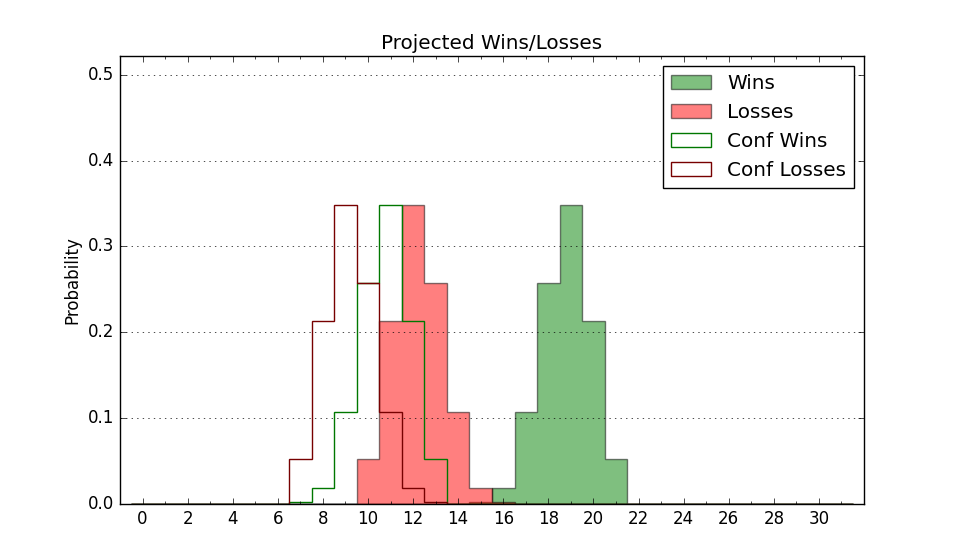 Projected Wins/Losses
Probability
0.5
0.4
0.3
0.2
0.1
0.0
0 2 4 6 8 10 12 14 16 18 20 22 24 26 28 30
Wins
Losses
Conf Wins
Conf Losses